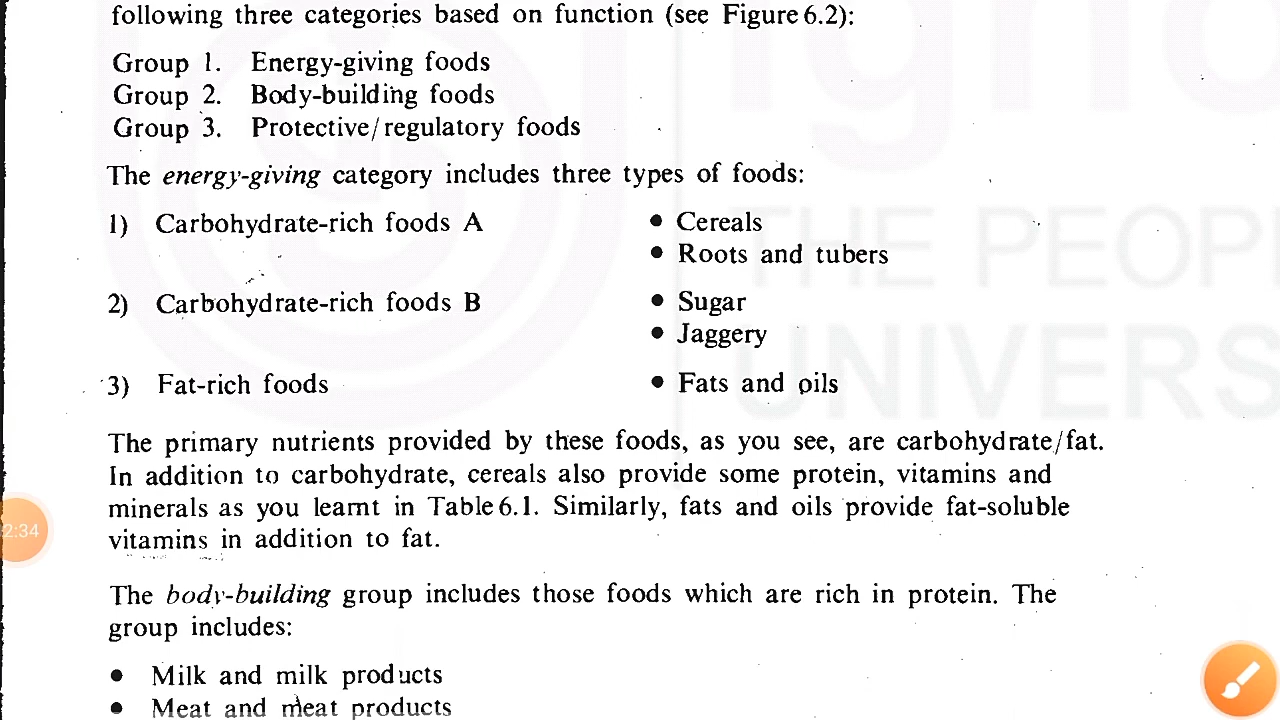 following three categories based on function (see Figure 6.2):
Group 1. Energy-giving foods
Group 2. Body-building foods
Group 3. Protective/regulatory foods
The energy-giving category includes three types of foods:
1) Carbohydrate-rich foods A • Cereals
• Roots and tubers
2) Carbohydrate-rich foods B • Sugar
• Jaggery
3) Fat-rich foods • Fats and oils
The primary nutrients provided by these foods, as you see, are carbohydrate/fat.
In addition to carbohydrate, cereals also provide some protein, vitamins and
minerals as you learnt in Table 6.1. Similarly, fats and oils provide fat-soluble
vitamins in addition to fat.
The body-building group includes those foods which are rich in protein. The
group includes:
• Milk and milk products
• Meat and meat products
2:34
THE PEOPL
UNIVERS